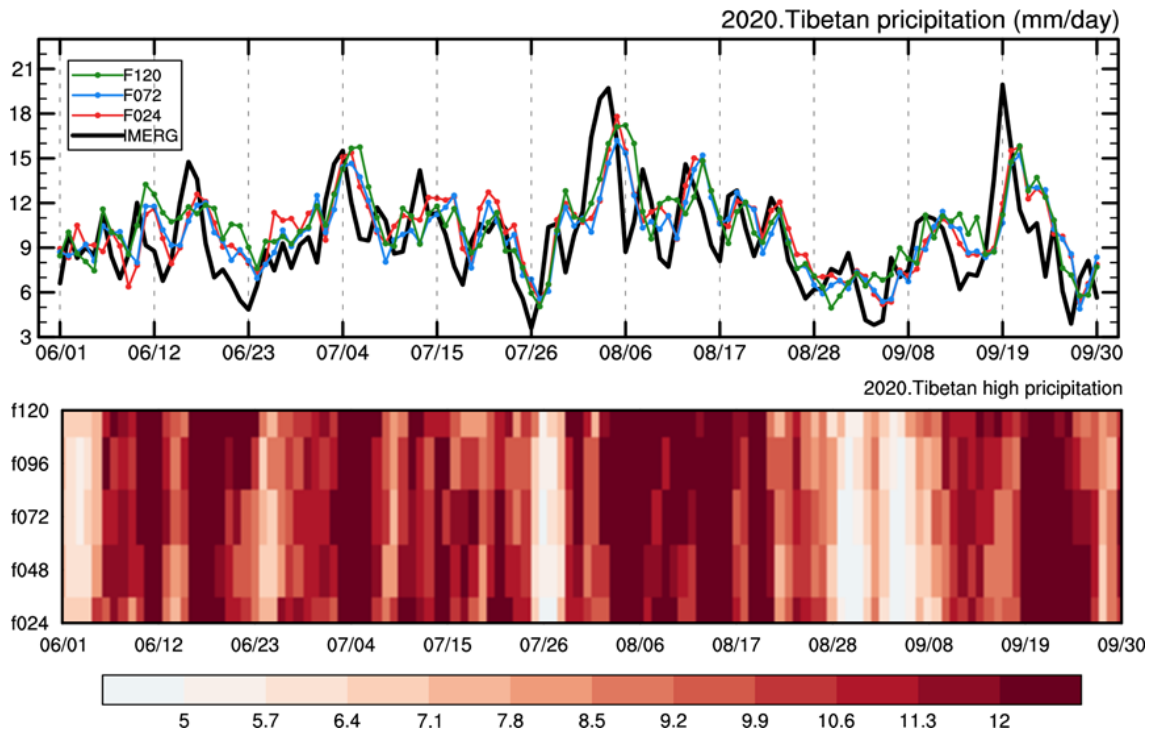 2020.Tibetan pricipitation (mm/day)
21
18
15
12
9
6
3
F120
F072
F024
IMERG
06/01 06/12 06/23 07/04 07/15 07/26 08/06 08/17 08/28 09/08 09/19 09/30
2020.Tibetan high pricipitation
f120
f096
f072
f048
f024
06/01 06/12 06/23 07/04 07/15 07/26 08/06 08/17 08/28 09/08 09/19 09/30
5 5.7 6.4 7.1 7.8 8.5 9.2 9.9 10.6 11.3 12